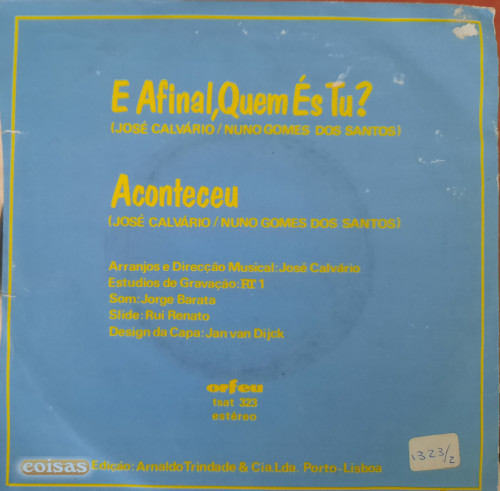 E Afinal, Quem És Tu?
(JOSÉ CALVÁRIO / NUNO GOMES DOS SANTOS)
Aconteceu
(JOSÉ CALVÁRIO / NUNO GOMES DOS SANTOS)
Arranjos e Direcção Musical: José Calvário
Estudios de Gravação: RT 1
Som: Jorge Barata
Slide: Rui Renato
Design da Capa: Jan van Dijck
orfeu
tsat 323
estéreo
coisas Edição: Arnaldo Trindade & Cia. Lda. Porto-Lisboa
1323/2